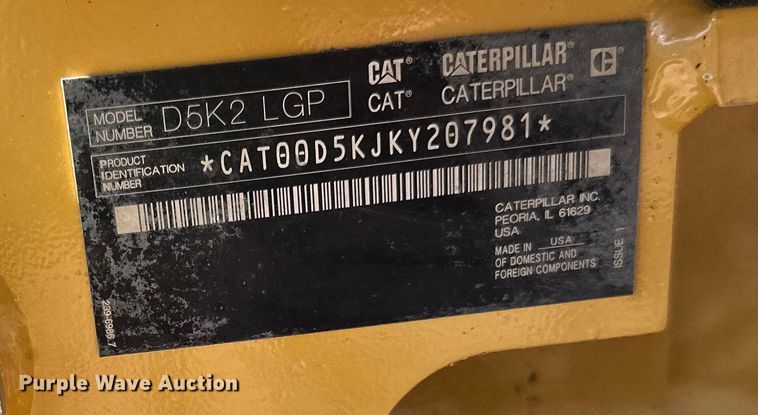 CAT® CATERPILLAR®
CAT® CATERPILLAR®
MODEL NUMBER D5K2 LGP
PRODUCT IDENTIFICATION NUMBER *CAT00D5KJKY207981*
CATERPILLAR INC.
PEORIA, IL 61629
USA
MADE IN USA
OF DOMESTIC AND
FOREIGN COMPONENTS
ISSUE 1
Purple Wave Auction